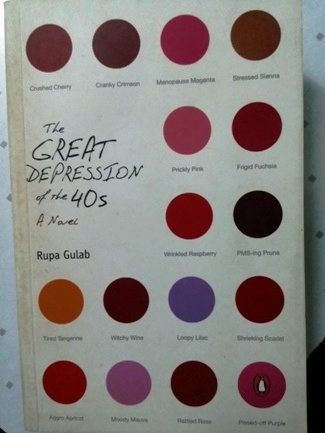 Crushed Cherry Cranky Crimson Menopause Magenta Stressed Sienna
The
GREAT
DEPRESSION
of the 40s
A Novel
Prickly Pink Frigid Fuchsia
Rupa Gulab
Wrinkled Raspberry PMS-ing Prune
Tired Tangerine Witchy Wine Loopy Lilac Shrieking Scarlet
Aggro Apricot Moody Mauve Rattled Rose Pissed-off Purple